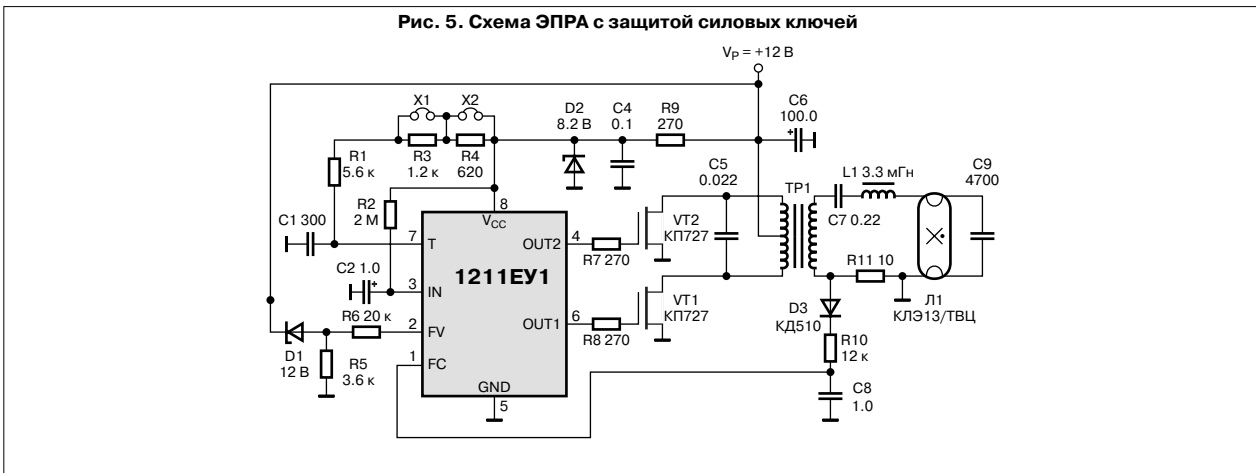 Рис. 5. Схема ЭПРА с защитой силовых ключей
VP = +12 В
X1
X2
D2
8.2 В
C4
0.1
R9
270
C6
100.0
+
R1
5.6 к
R3
1.2 к
R4
620
C5
0.022
TP1
L1 3.3 мГн
C9
4700
R2
2 М
C1 300
8
VCC
VT2
КП727
C7 0.22
7
T
OUT2
4
R7 270
C2 1.0
+
1211ЕУ1
R11 10
3
IN
VT1
КП727
D3
КД510
Л1
КЛЭ13/ТВЦ
R6 20 к
2
FV
OUT1
6
R8 270
D1
12 В
R5
3.6 к
1
FC
R10
12 к
GND
5
C8
1.0